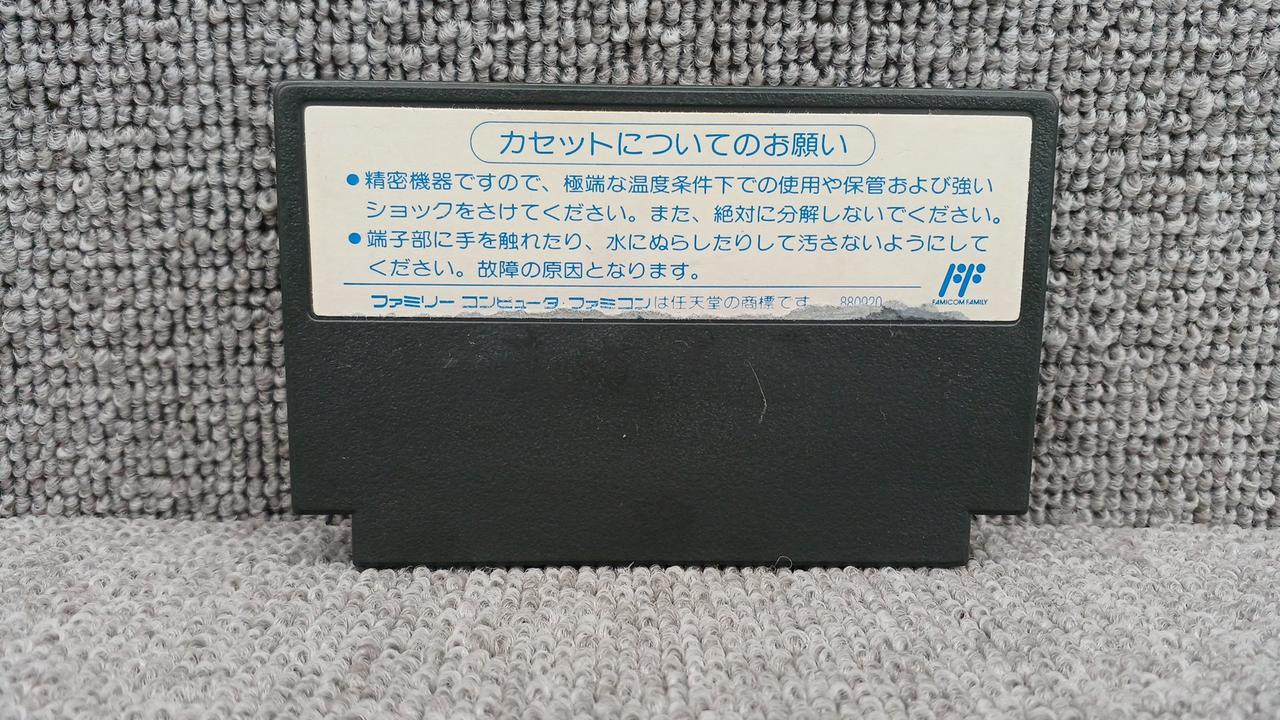 カセットについてのお願い
●精密機器ですので、極端な温度条件下での使用や保管および強い
ショックをさけてください。また、絶対に分解しないでください。
●端子部に手を触れたり、水にぬらしたりして汚さないようにして
ください。故障の原因となります。
FAMICOM FAMILY
ファミリー コンピュータ・ファミコンは任天堂の商標です 880920